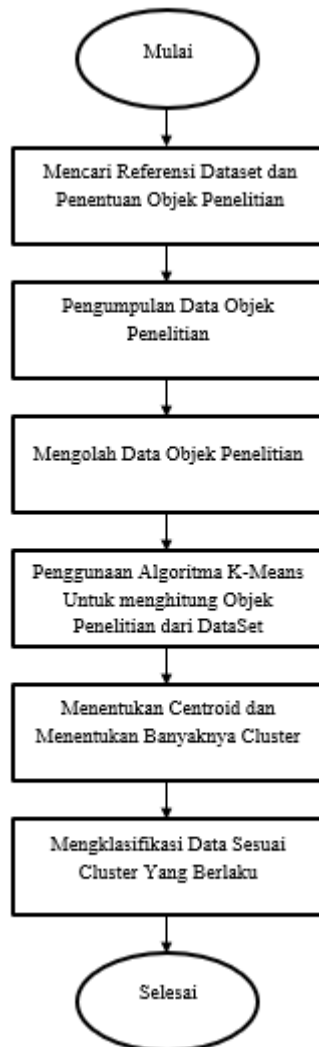 Mulai
Mencari Referensi Dataset dan
Penentuan Objek Penelitian
Pengumpulan Data Objek
Penelitian
Mengolah Data Objek Penelitian
Penggunaan Algoritma K-Means
Untuk menghitung Objek
Penelitian dari DataSet
Menentukan Centroid dan
Menentukan Banyaknya Cluster
Mengklasifikasi Data Sesuai
Cluster Yang Berlaku
Selesai